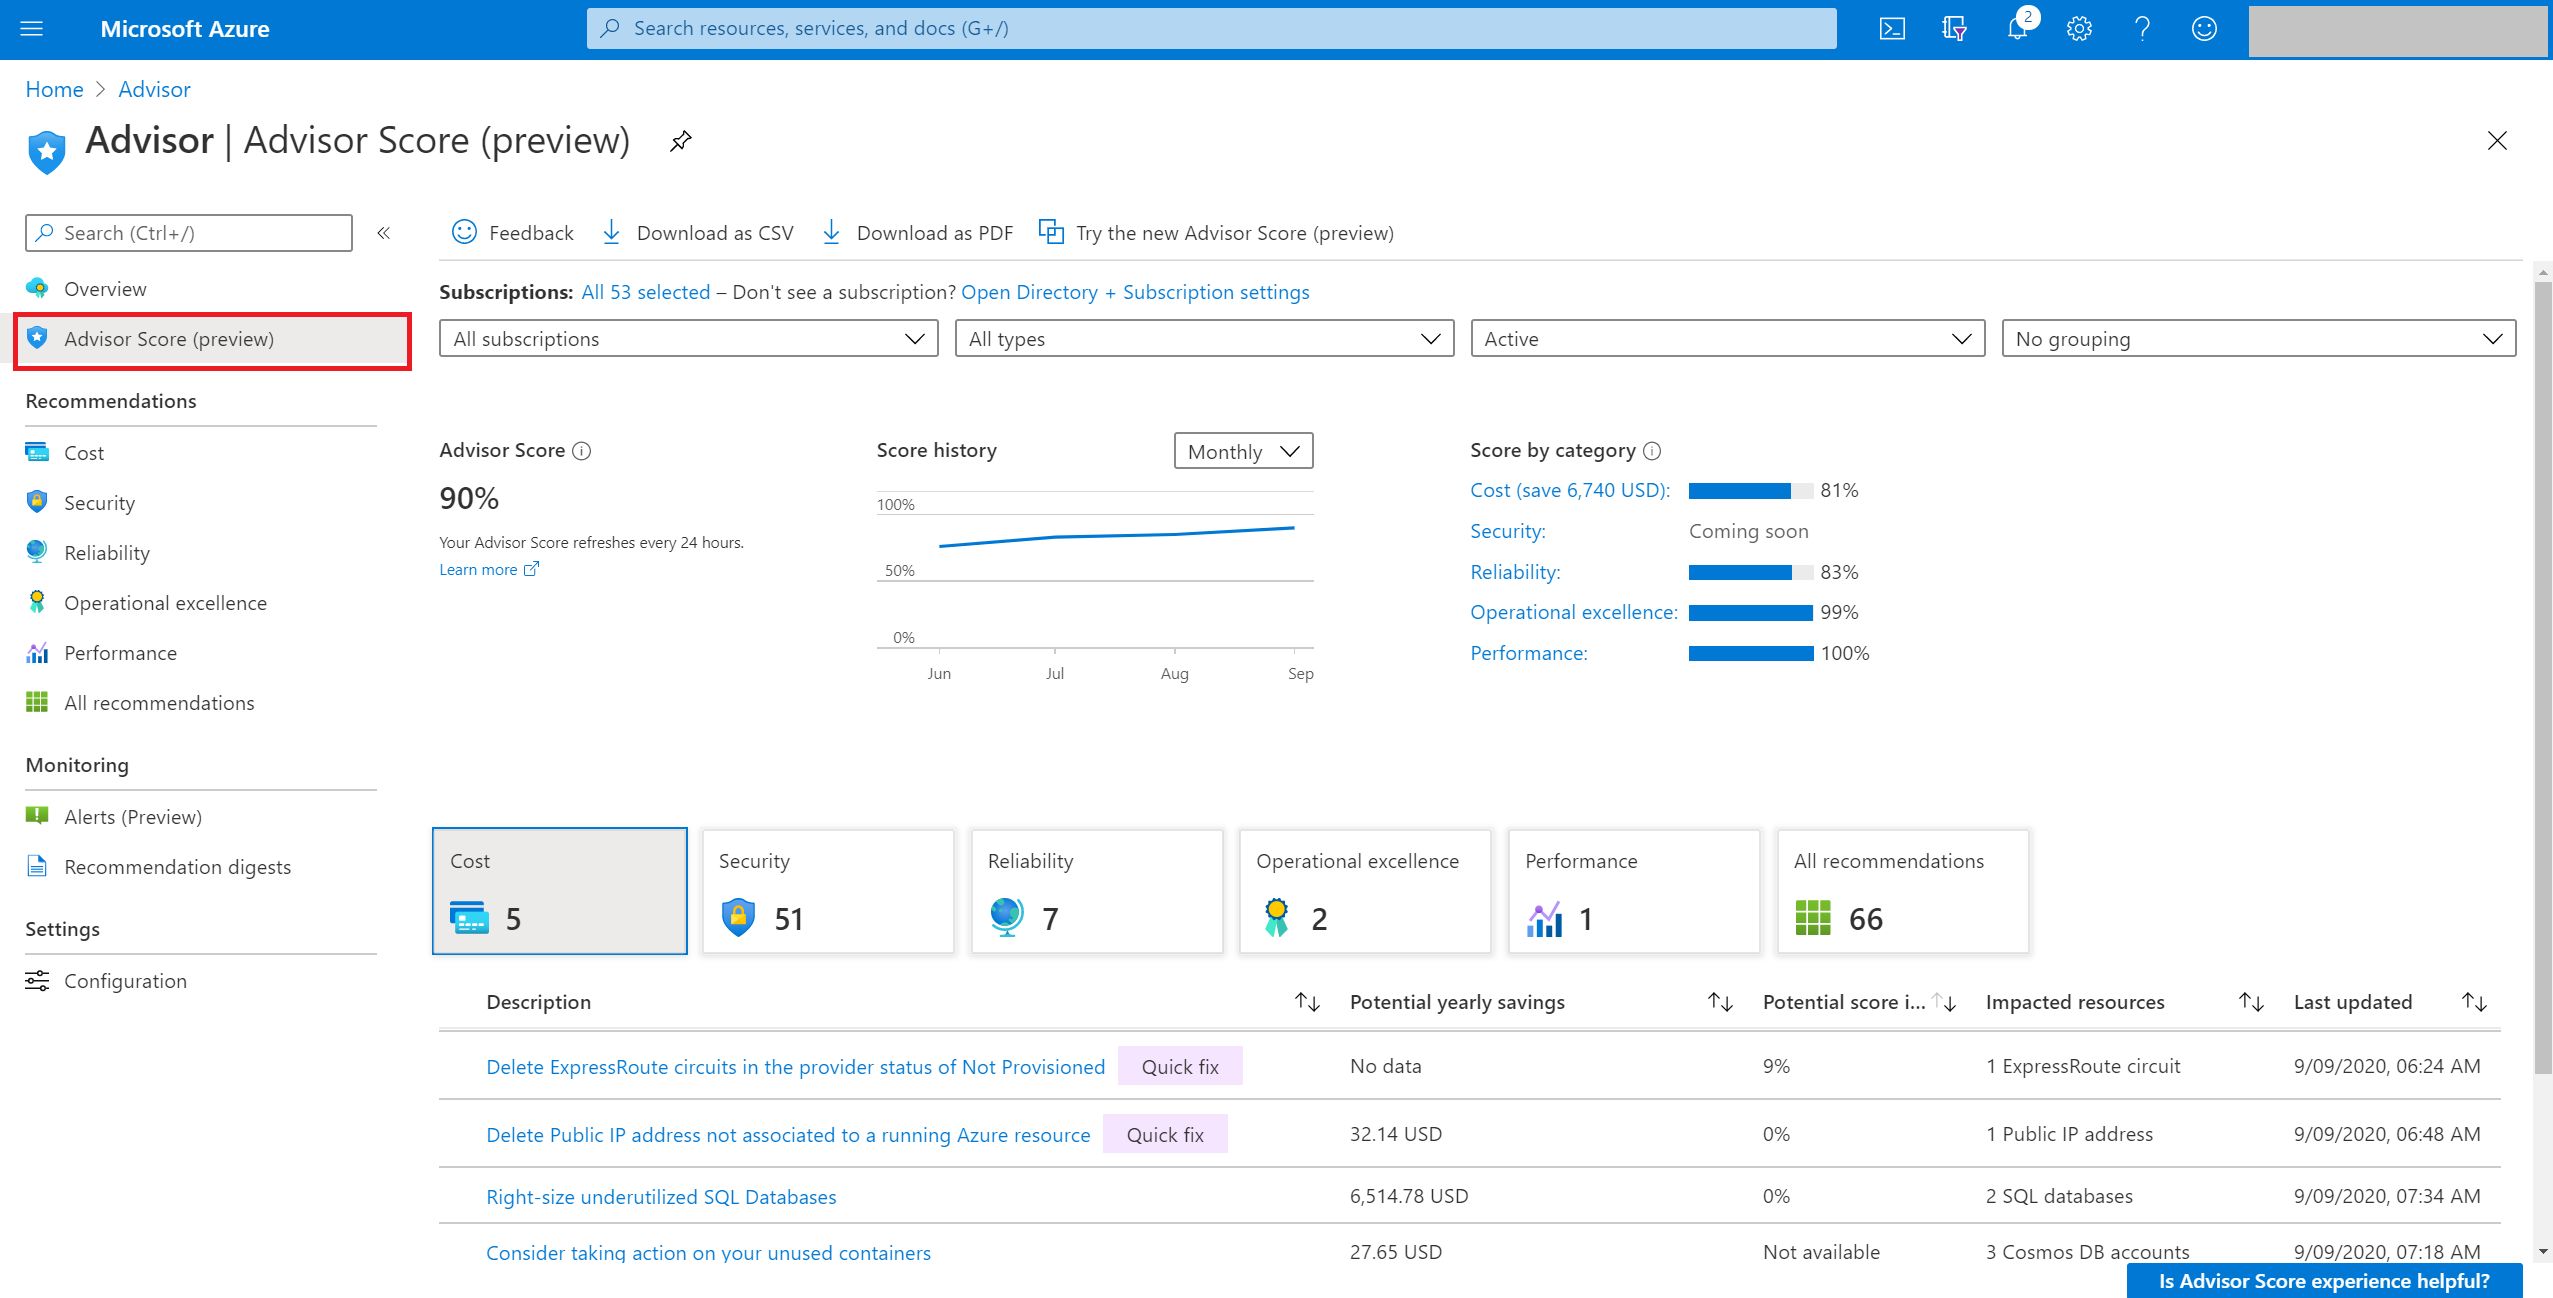 Microsoft Azure
Search resources, services, and docs (G+/)
2
Home > Advisor
Advisor | Advisor Score (preview)
Search (Ctrl+/)
«
Overview
Advisor Score (preview)
Recommendations
Cost
Security
Reliability
Operational excellence
Performance
All recommendations
Monitoring
Alerts (Preview)
Recommendation digests
Settings
Configuration
Feedback Download as CSV Download as PDF Try the new Advisor Score (preview)
Subscriptions: All 53 selected – Don't see a subscription? Open Directory + Subscription settings
All subscriptions All types Active No grouping
Advisor Score
90%
Your Advisor Score refreshes every 24 hours.
Learn more
Score history Monthly
100%
50%
0%
Jun Jul Aug Sep
Score by category
Cost (save 6,740 USD): 81%
Security: Coming soon
Reliability: 83%
Operational excellence: 99%
Performance: 100%
Cost
5
Security
51
Reliability
7
Operational excellence
2
Performance
1
All recommendations
66
Description Potential yearly savings Potential score i... Impacted resources Last updated
Delete ExpressRoute circuits in the provider status of Not Provisioned Quick fix No data 9% 1 ExpressRoute circuit 9/09/2020, 06:24 AM
Delete Public IP address not associated to a running Azure resource Quick fix 32.14 USD 0% 1 Public IP address 9/09/2020, 06:48 AM
Right-size underutilized SQL Databases 6,514.78 USD 0% 2 SQL databases 9/09/2020, 07:34 AM
Consider taking action on your unused containers 27.65 USD Not available 3 Cosmos DB accounts 9/09/2020, 07:18 AM
Is Advisor Score experience helpful?